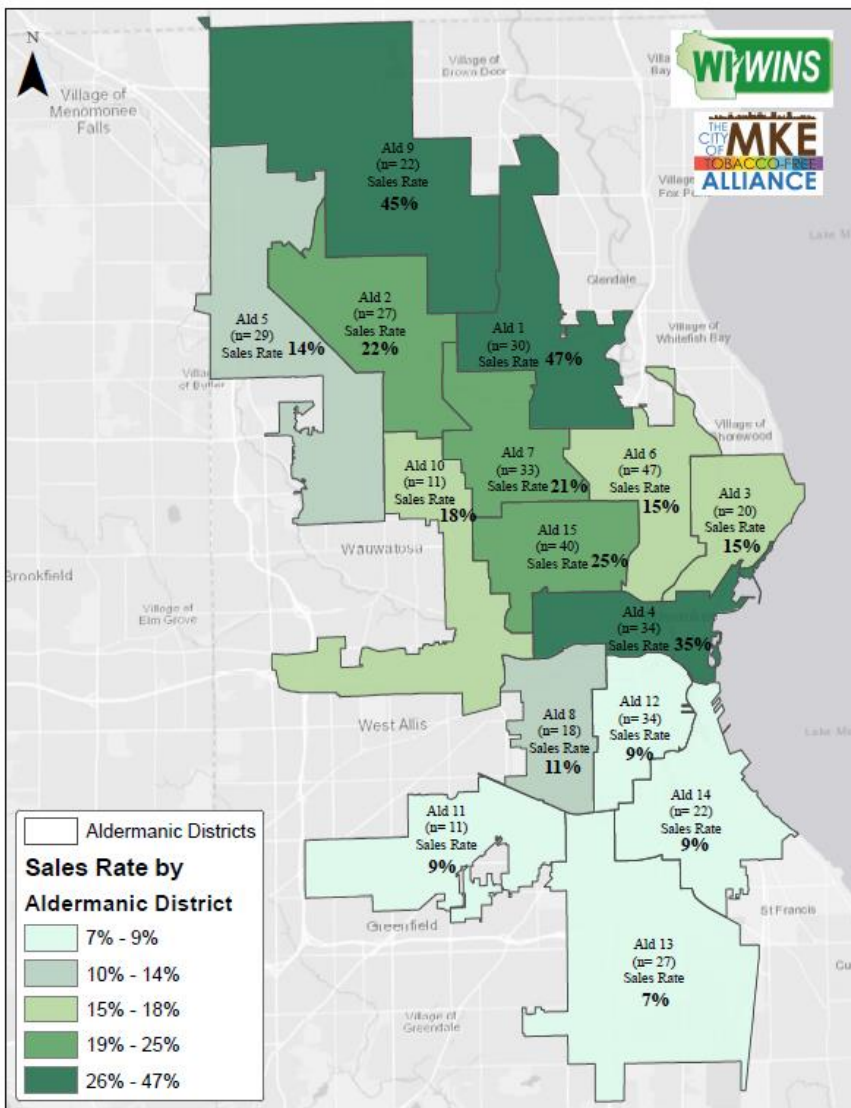 N
Village of
Menomonee
Falls
Village of
Brown Deer
WI WINS
THE
CITY
OF
MKE
TOBACCO-FREE
ALLIANCE
Ald 9
(n= 22)
Sales Rate
45%
Glendale
Village of
Whitefish Bay
Ald 2
(n= 27)
Sales Rate
22%
Ald 5
(n= 29)
Sales Rate 14%
Ald 1
(n= 30)
Sales Rate 47%
Village of
Shorewood
Ald 10
(n= 11)
Sales Rate
18%
Ald 7
(n= 33)
Sales Rate 21%
Ald 6
(n= 47)
Sales Rate
15%
Ald 3
(n= 20)
Sales Rate
15%
Wauwatosa
Ald 15
(n= 40)
Sales Rate 25%
Brookfield
Village of
Elm Grove
Ald 4
(n= 34)
Sales Rate 35%
West Allis
Ald 8
(n= 18)
Sales Rate
11%
Ald 12
(n= 34)
Sales Rate
9%
Ald 14
(n= 22)
Sales Rate
9%
Ald 11
(n= 11)
Sales Rate
9%
Greenfield
St Francis
Ald 13
(n= 27)
Sales Rate
7%
Village of
Greendale
Aldermanic Districts
Sales Rate by
Aldermanic District
7% - 9%
10% - 14%
15% - 18%
19% - 25%
26% - 47%